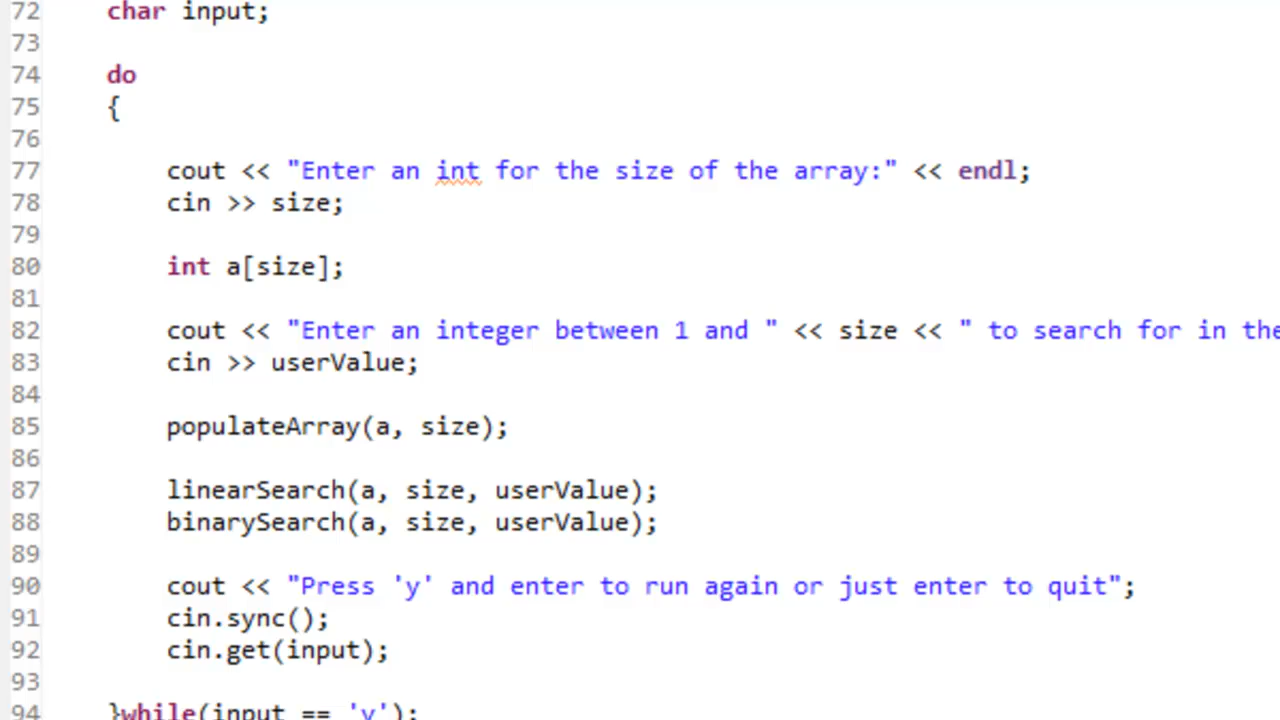 72 char input;
73
74 do
75 {
76
77 cout << "Enter an int for the size of the array:" << endl;
78 cin >> size;
79
80 int a[size];
81
82 cout << "Enter an integer between 1 and " << size << " to search for in the
83 cin >> userValue;
84
85 populateArray(a, size);
86
87 linearSearch(a, size, userValue);
88 binarySearch(a, size, userValue);
89
90 cout << "Press 'y' and enter to run again or just enter to quit";
91 cin.sync();
92 cin.get(input);
93
94 }while(input == 'y');